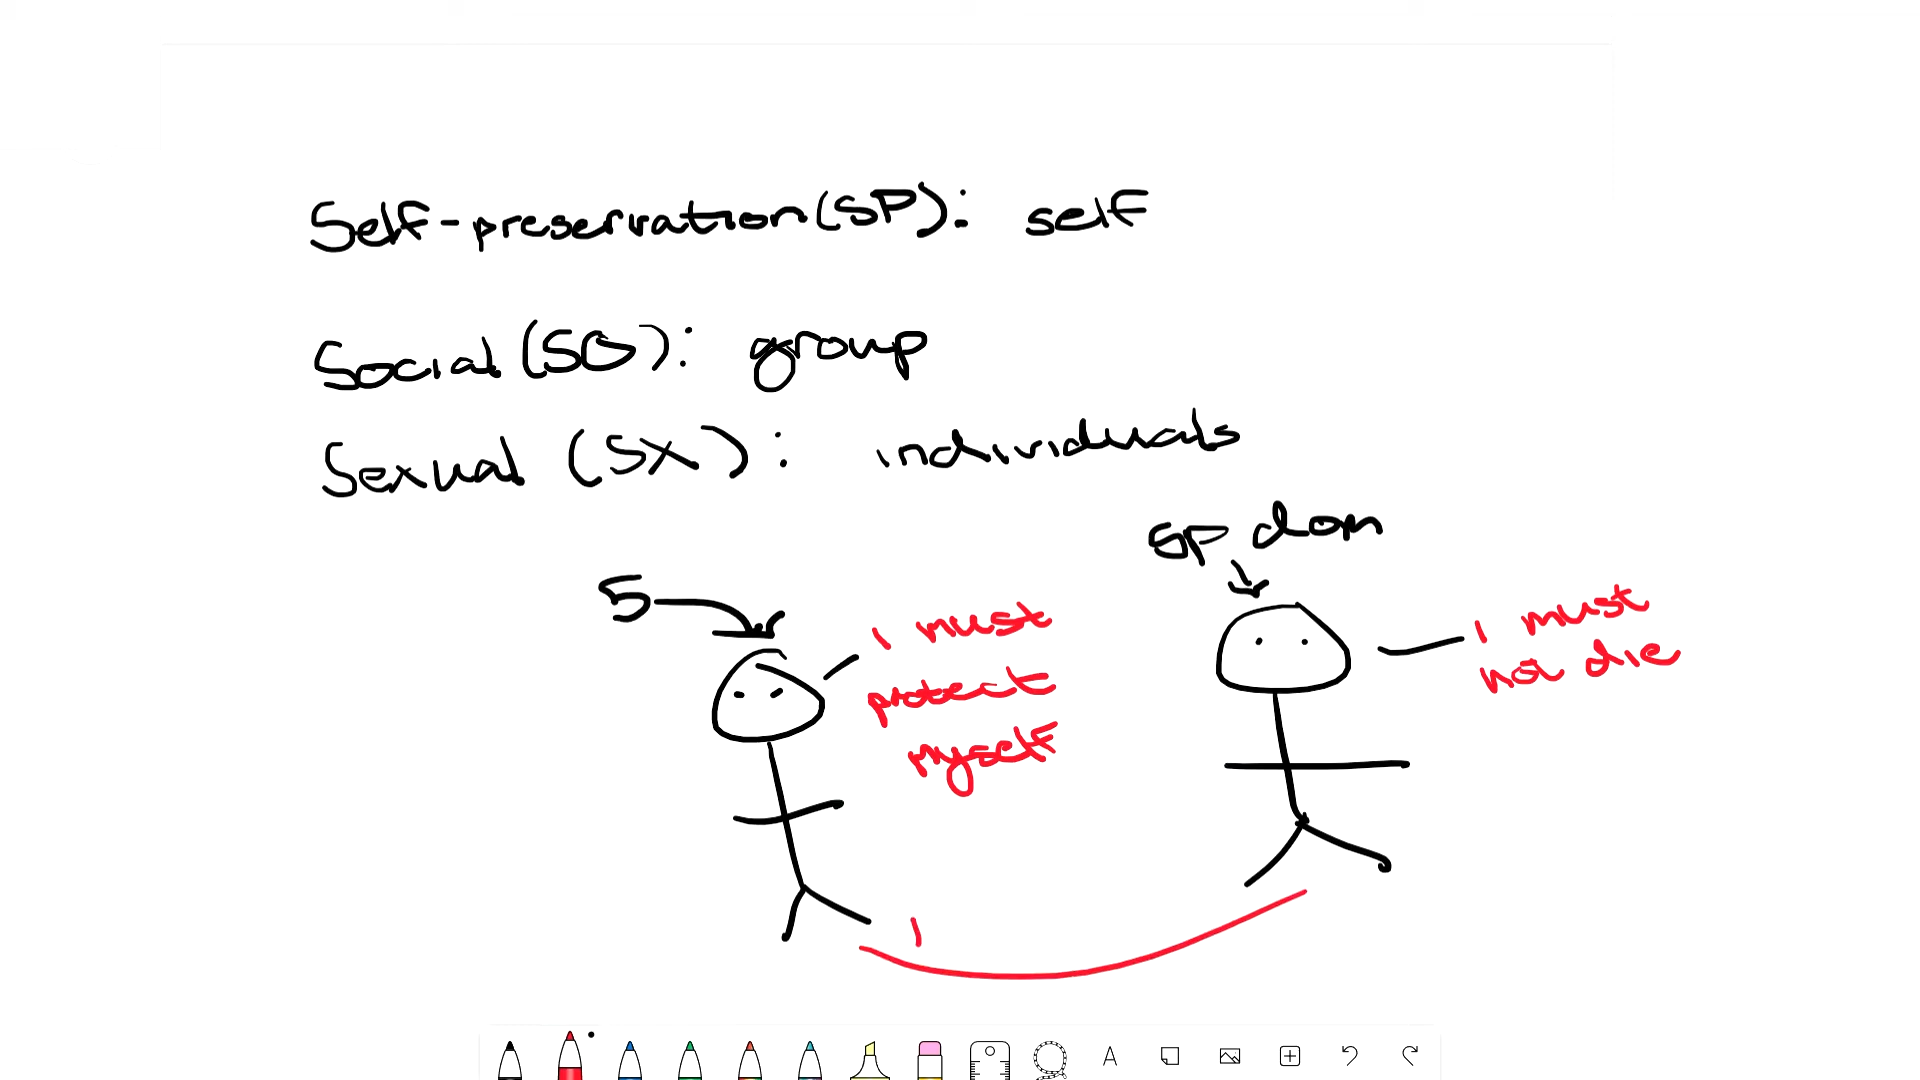 Self-preservation (SP): self
Social (SO): group
Sexual (SX): individuals
SP dom
5
I must
protect
myself
I must
not die
I